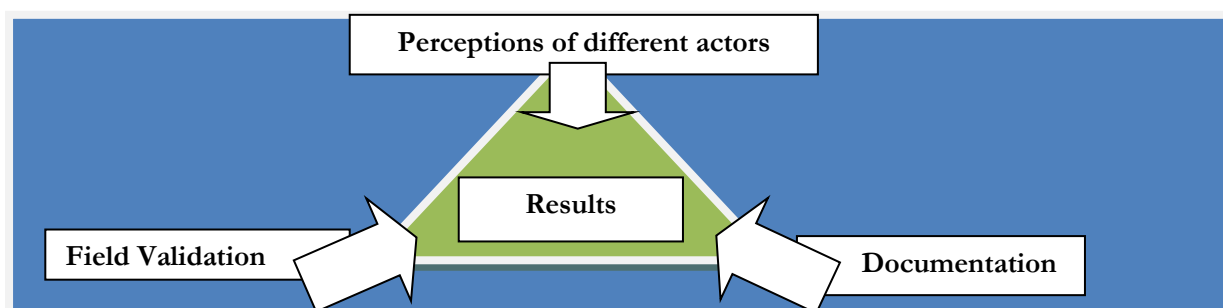 Perceptions of different actors
Results
Field Validation
Documentation